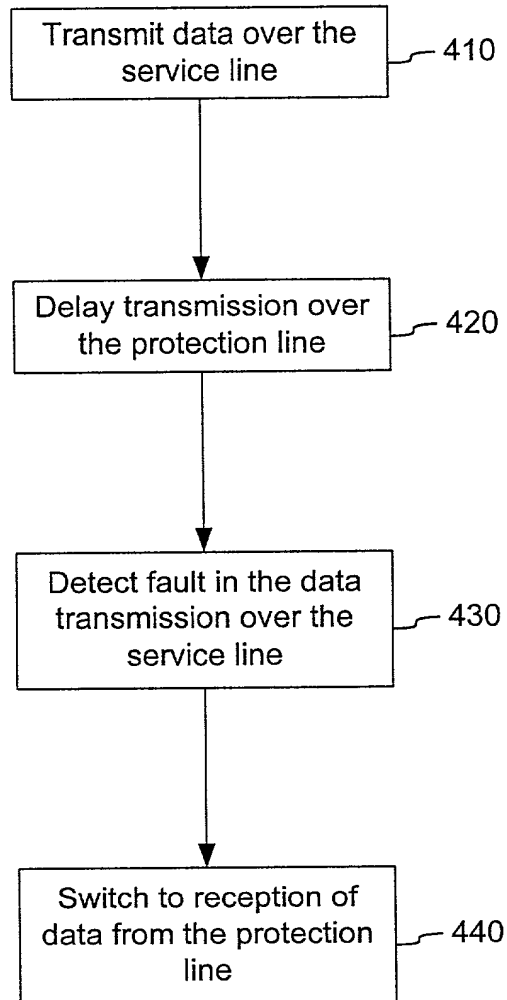 Transmit data over the
service line
410
Delay transmission over
the protection line
420
Detect fault in the data
transmission over the
service line
430
Switch to reception of
data from the protection
line
440